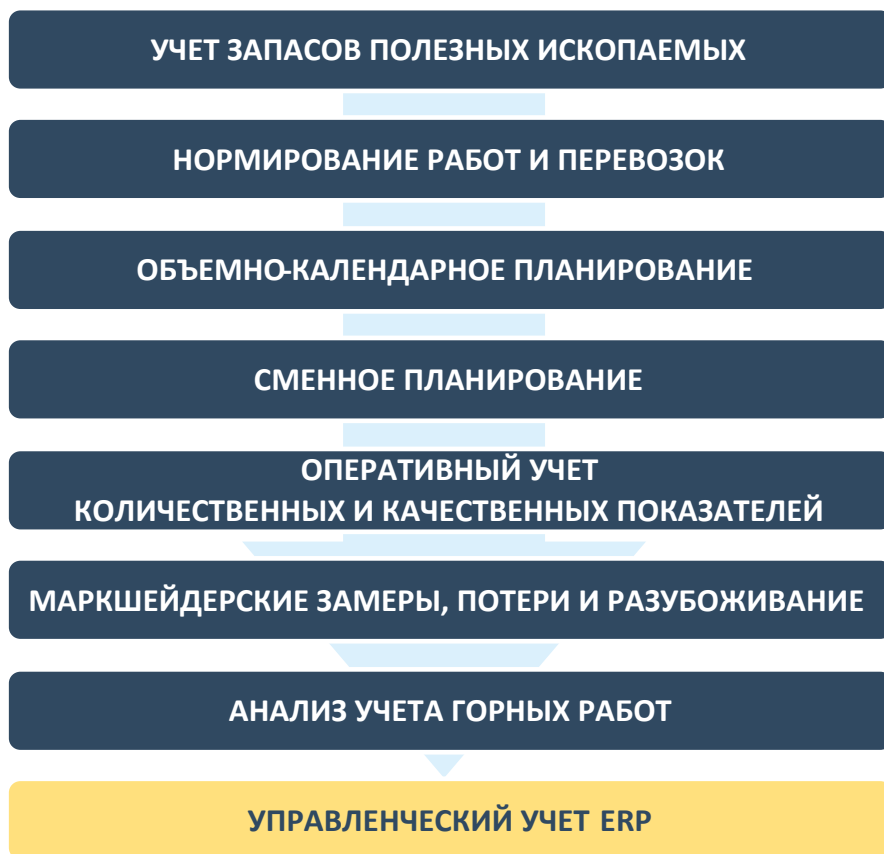 УЧЕТ ЗАПАСОВ ПОЛЕЗНЫХ ИСКОПАЕМЫХ
НОРМИРОВАНИЕ РАБОТ И ПЕРЕВОЗОК
ОБЪЕМНО-КАЛЕНДАРНОЕ ПЛАНИРОВАНИЕ
СМЕННОЕ ПЛАНИРОВАНИЕ
ОПЕРАТИВНЫЙ УЧЕТ
КОЛИЧЕСТВЕННЫХ И КАЧЕСТВЕННЫХ ПОКАЗАТЕЛЕЙ
МАРКШЕЙДЕРСКИЕ ЗАМЕРЫ, ПОТЕРИ И РАЗУБОЖИВАНИЕ
АНАЛИЗ УЧЕТА ГОРНЫХ РАБОТ
УПРАВЛЕНЧЕСКИЙ УЧЕТ ERP